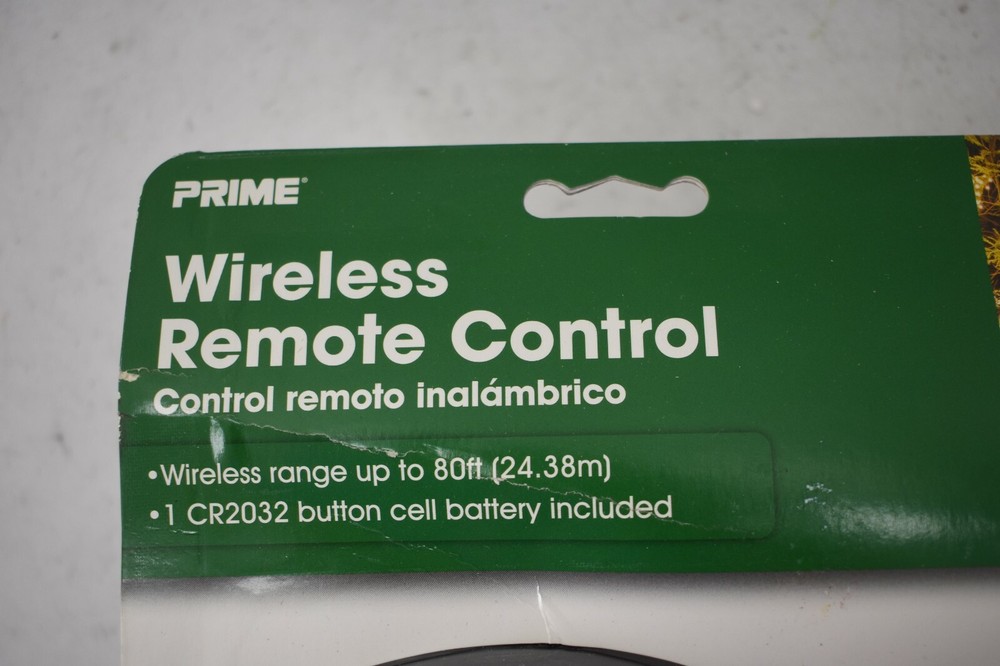 PRIME®
Wireless
Remote Control
Control remoto inalámbrico
•Wireless range up to 80ft (24.38m)
•1 CR2032 button cell battery included